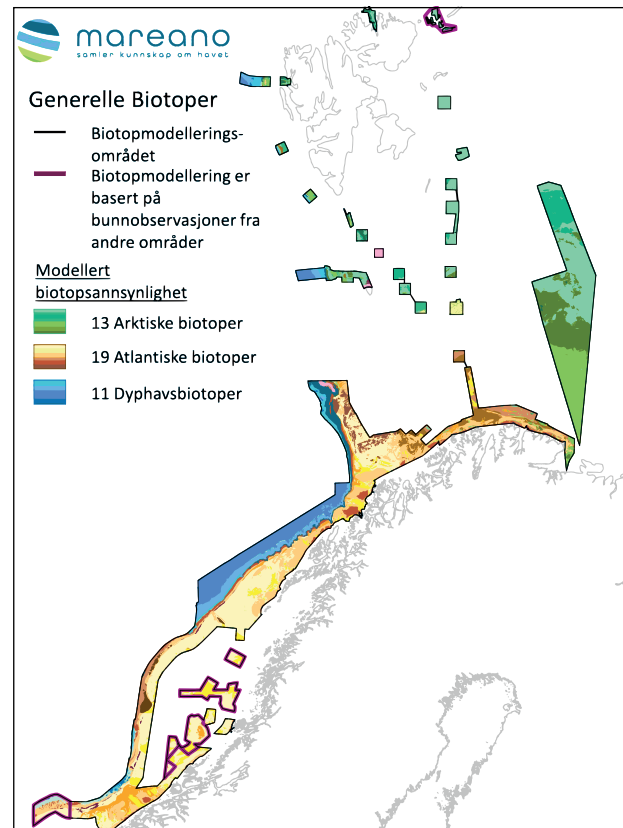 mareano
samler kunnskap om havet
Generelle Biotoper
Biotopmodellerings-
området
Biotopmodellering er
basert på
bunnobservasjoner fra
andre områder
Modellert
biotopsannsynlighet
13 Arktiske biotoper
19 Atlantiske biotoper
11 Dyphavsbiotoper